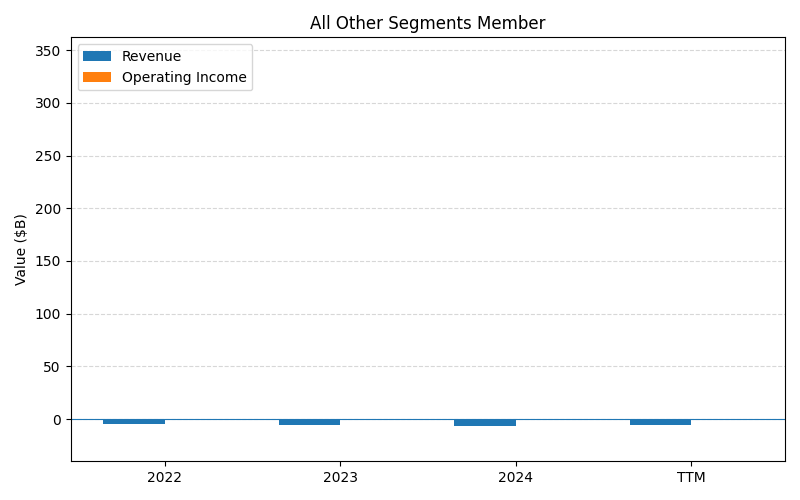 All Other Segments Member
Revenue
Operating Income
Value ($B)
350
300
250
200
150
100
50
0
2022
2023
2024
TTM